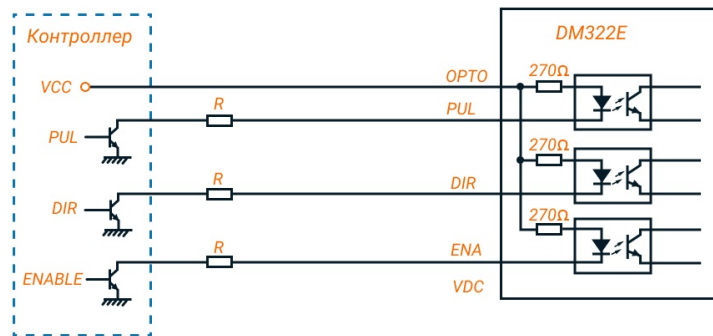 Контроллер
DM322E
VCC
OPTO
270Ω
R
PUL
PUL
270Ω
R
DIR
DIR
270Ω
R
ENA
ENABLE
VDC